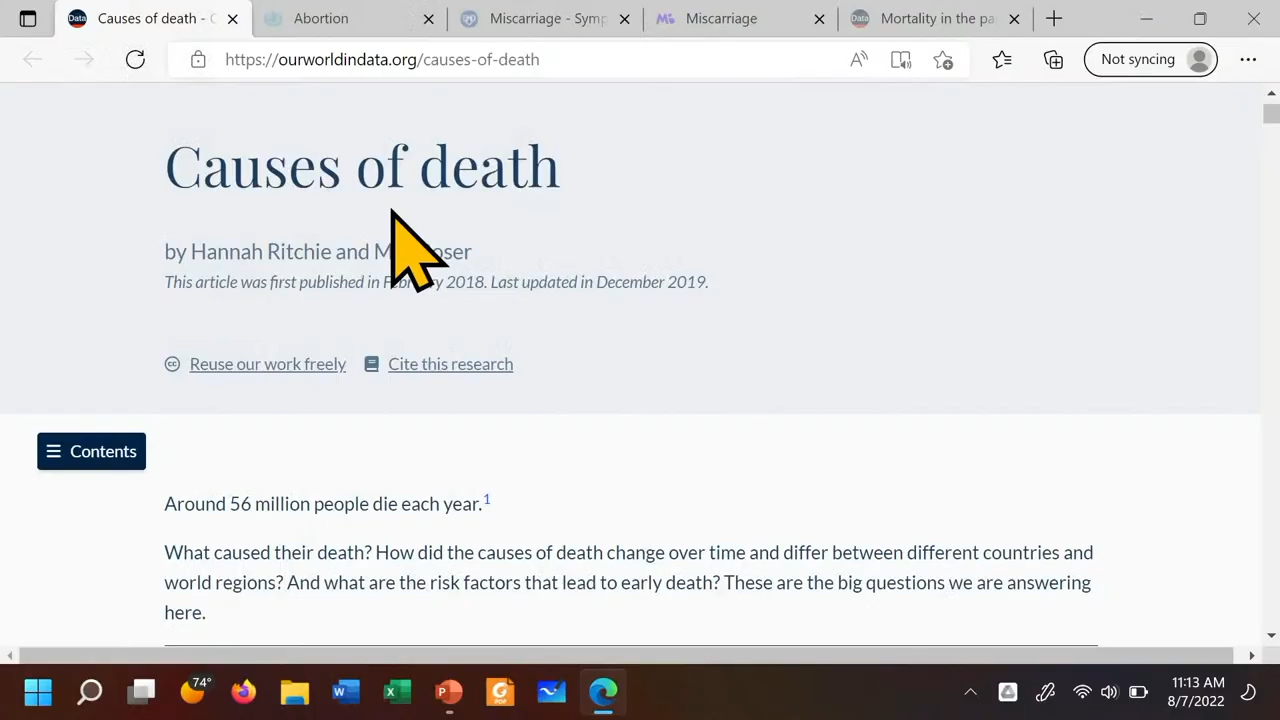 Causes of death - C
Abortion
Miscarriage - Symp
Miscarriage
Mortality in the pa
https://ourworldindata.org/causes-of-death
Not syncing
Causes of death
by Hannah Ritchie and M oser
This article was first published in Fe y 2018. Last updated in December 2019.
Reuse our work freely
Cite this research
Contents
Around 56 million people die each year.1
What caused their death? How did the causes of death change over time and differ between different countries and
world regions? And what are the risk factors that lead to early death? These are the big questions we are answering
here.
74°
11:13 AM
8/7/2022